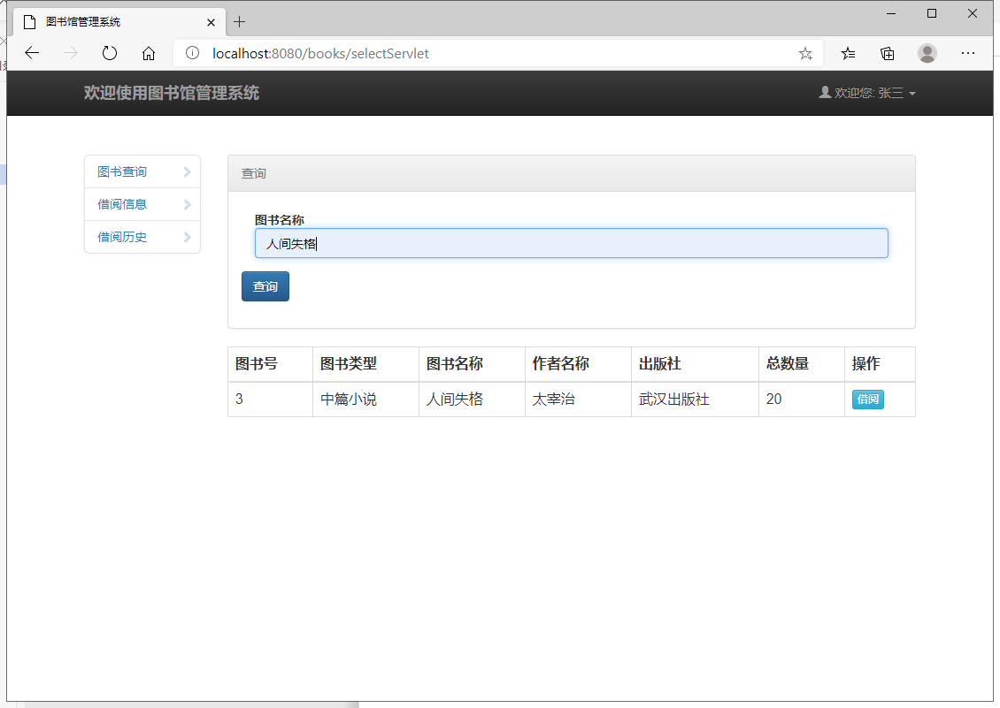 图书馆管理系统
localhost:8080/books/selectServlet
欢迎使用图书馆管理系统
欢迎您: 张三
图书查询
借阅信息
借阅历史
查询
图书名称
人间失格
查询
图书号 图书类型 图书名称 作者名称 出版社 总数量 操作
3 中篇小说 人间失格 太宰治 武汉出版社 20 借阅